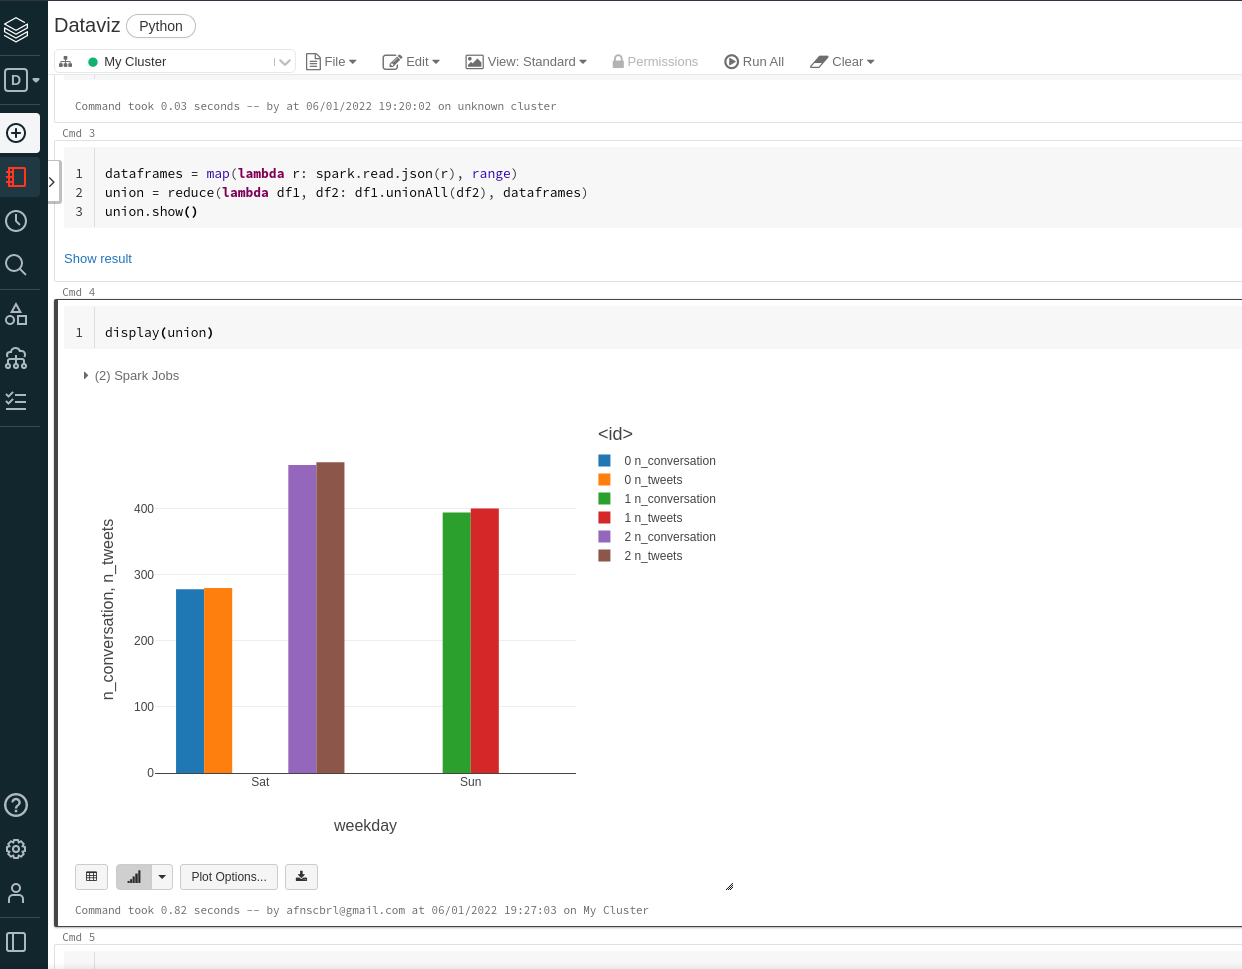 Dataviz Python
My Cluster File Edit View: Standard Permissions Run All Clear
D
Command took 0.03 seconds -- by at 06/01/2022 19:20:02 on unknown cluster
Cmd 3
1 dataframes = map(lambda r: spark.read.json(r), range)
2 union = reduce(lambda df1, df2: df1.unionAll(df2), dataframes)
3 union.show()
Show result
Cmd 4
1 display(union)
(2) Spark Jobs
<id>
0 n_conversation
0 n_tweets
1 n_conversation
1 n_tweets
2 n_conversation
2 n_tweets
n_conversation, n_tweets
400
300
200
100
0
Sat Sun
weekday
Plot Options...
Command took 0.82 seconds -- by afnscbrl@gmail.com at 06/01/2022 19:27:03 on My Cluster
Cmd 5